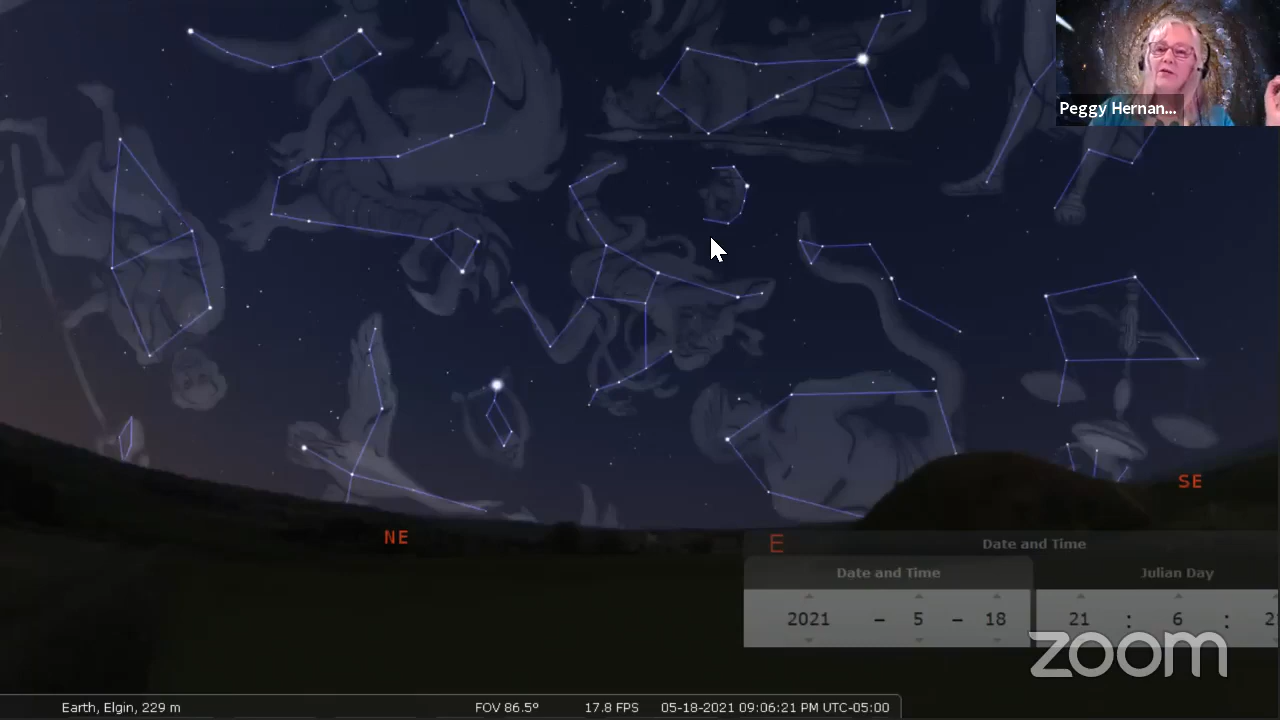 Peggy Hernan...
SE
NE
E
Date and Time
Date and Time
Julian Day
2021 - 5 - 18
21 : 6 : 2
zoom
Earth, Elgin, 229 m
FOV 86.5°
17.8 FPS
05-18-2021 09:06:21 PM UTC-05:00